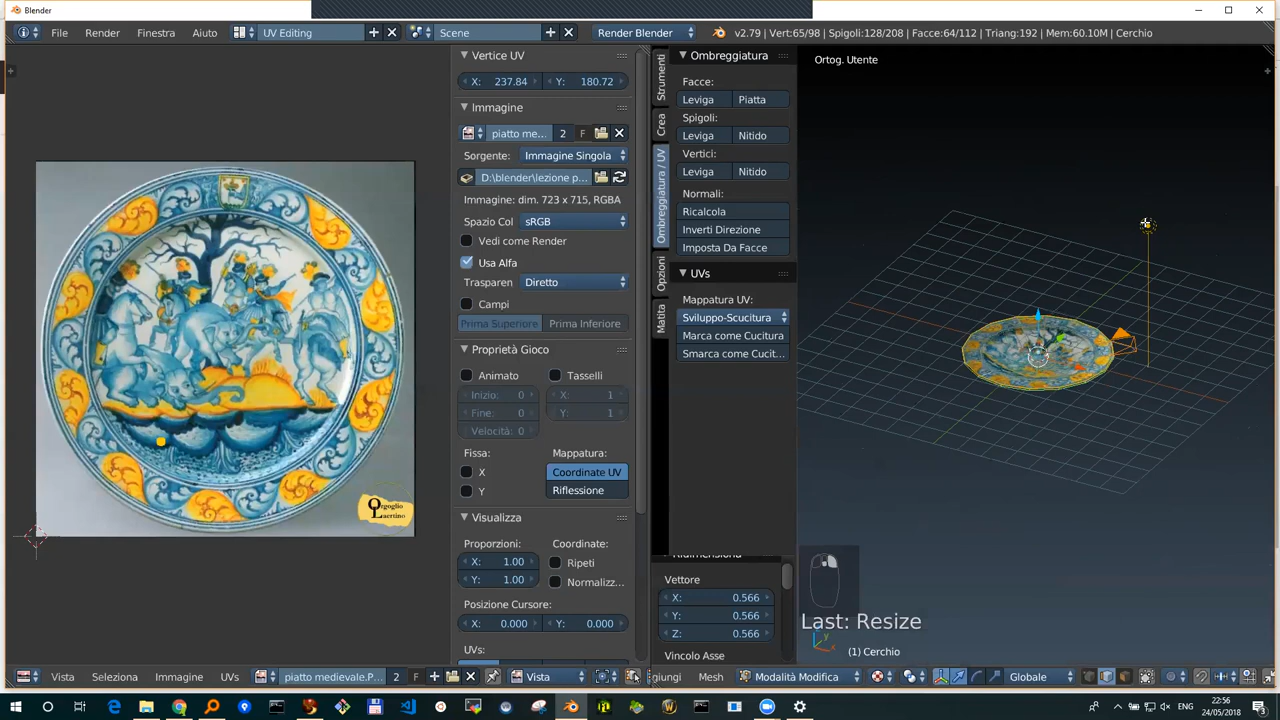 Blender
File Render Finestra Aiuto UV Editing Scene Render Blender v2.79 | Vert:65/98 | Spigoli:128/208 | Facce:64/112 | Triang:192 | Mem:60.10M | Cerchio
Vertice UV
X: 237.84 Y: 180.72
Immagine
piatto me... 2 F
Sorgente: Immagine Singola
D:\blender\lezione p...
Immagine: dim. 723 x 715, RGBA
Spazio Col sRGB
Vedi come Render
Usa Alfa
Trasparen Diretto
Campi
Prima Superiore Prima Inferiore
Proprietà Gioco
Animato Tasselli
Inizio: 0 X: 1
Fine: 0 Y: 1
Velocità: 0
Fissa: Mappatura:
X Coordinate UV
Y Riflessione
Visualizza
Proporzioni: Coordinate:
X: 1.00 Ripeti
Y: 1.00 Normalizz...
Posizione Cursore:
X: 0.000 Y: 0.000
UVs:
Strumenti
Crea
Ombreggiatura / UV
Opzioni
Matita
Ombreggiatura
Facce:
Leviga Piatta
Spigoli:
Leviga Nitido
Vertici:
Leviga Nitido
Normali:
Ricalcola
Inverti Direzione
Imposta Da Facce
UVs
Mappatura UV:
Sviluppo-Scucitura
Marca come Cucitura
Smarca come Cucit...
Ridimensiona
Vettore
X: 0.566
Y: 0.566
Z: 0.566
Vincolo Asse
Ortog. Utente
Orgoglio
Laertino
Last: Resize
(1) Cerchio
Vista Seleziona Immagine UVs piatto medievale.P... 2 F Vista
giungi Mesh Modalità Modifica Globale
ENG 22:56
24/05/2018